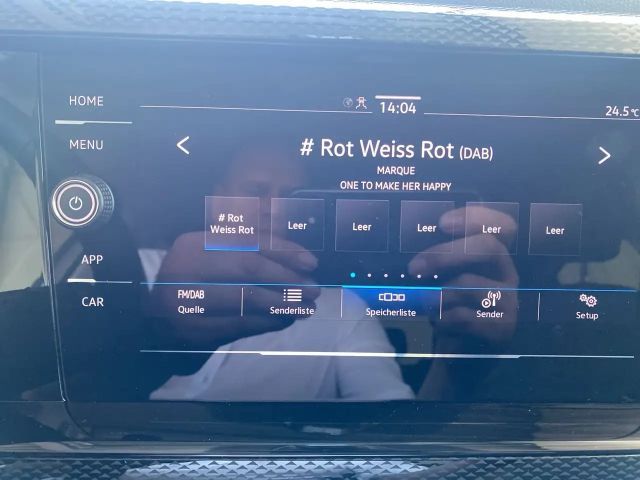 HOME
14:04
24.5°C
MENU
# Rot Weiss Rot (DAB)
MARQUE
ONE TO MAKE HER HAPPY
# Rot
Weiss Rot
Leer
Leer
Leer
Leer
Leer
APP
CAR
FM/DAB
Quelle
Senderliste
Speicherliste
Sender
Setup